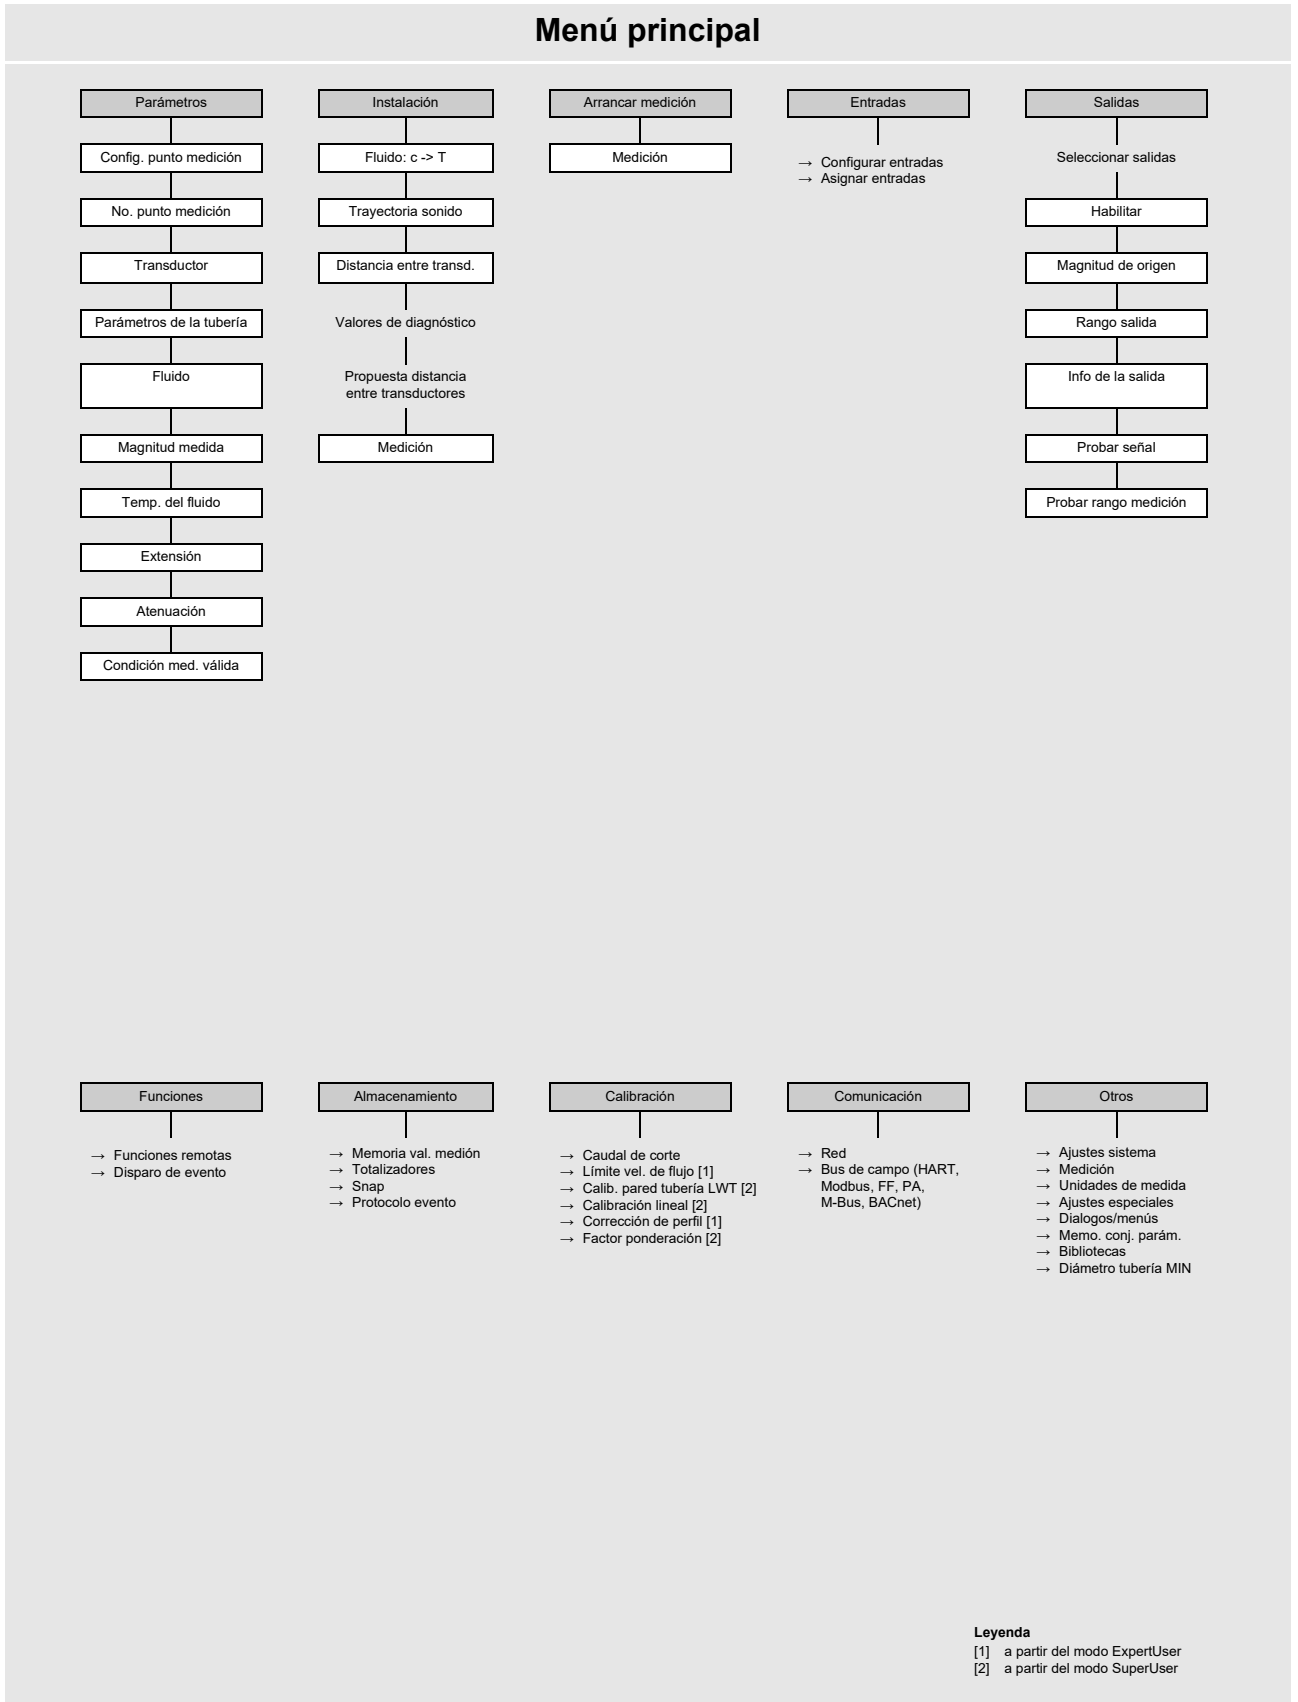 Menú principal
Parámetros
Config. punto medición
No. punto medición
Transductor
Parámetros de la tubería
Fluido
Magnitud medida
Temp. del fluido
Extensión
Atenuación
Condición med. válida
Instalación
Fluido: c -> T
Trayectoria sonido
Distancia entre transd.
Valores de diagnóstico
Propuesta distancia
entre transductores
Medición
Arrancar medición
Medición
Entradas
→ Configurar entradas
→ Asignar entradas
Salidas
Seleccionar salidas
Habilitar
Magnitud de origen
Rango salida
Info de la salida
Probar señal
Probar rango medición
Funciones
→ Funciones remotas
→ Disparo de evento
Almacenamiento
→ Memoria val. medión
→ Totalizadores
→ Snap
→ Protocolo evento
Calibración
→ Caudal de corte
→ Límite vel. de flujo [1]
→ Calib. pared tubería LWT [2]
→ Calibración lineal [2]
→ Corrección de perfil [1]
→ Factor ponderación [2]
Comunicación
→ Red
→ Bus de campo (HART,
Modbus, FF, PA,
M-Bus, BACnet)
Otros
→ Ajustes sistema
→ Medición
→ Unidades de medida
→ Ajustes especiales
→ Dialogos/menús
→ Memo. conj. parám.
→ Bibliotecas
→ Diámetro tubería MIN
Leyenda
[1] a partir del modo ExpertUser
[2] a partir del modo SuperUser